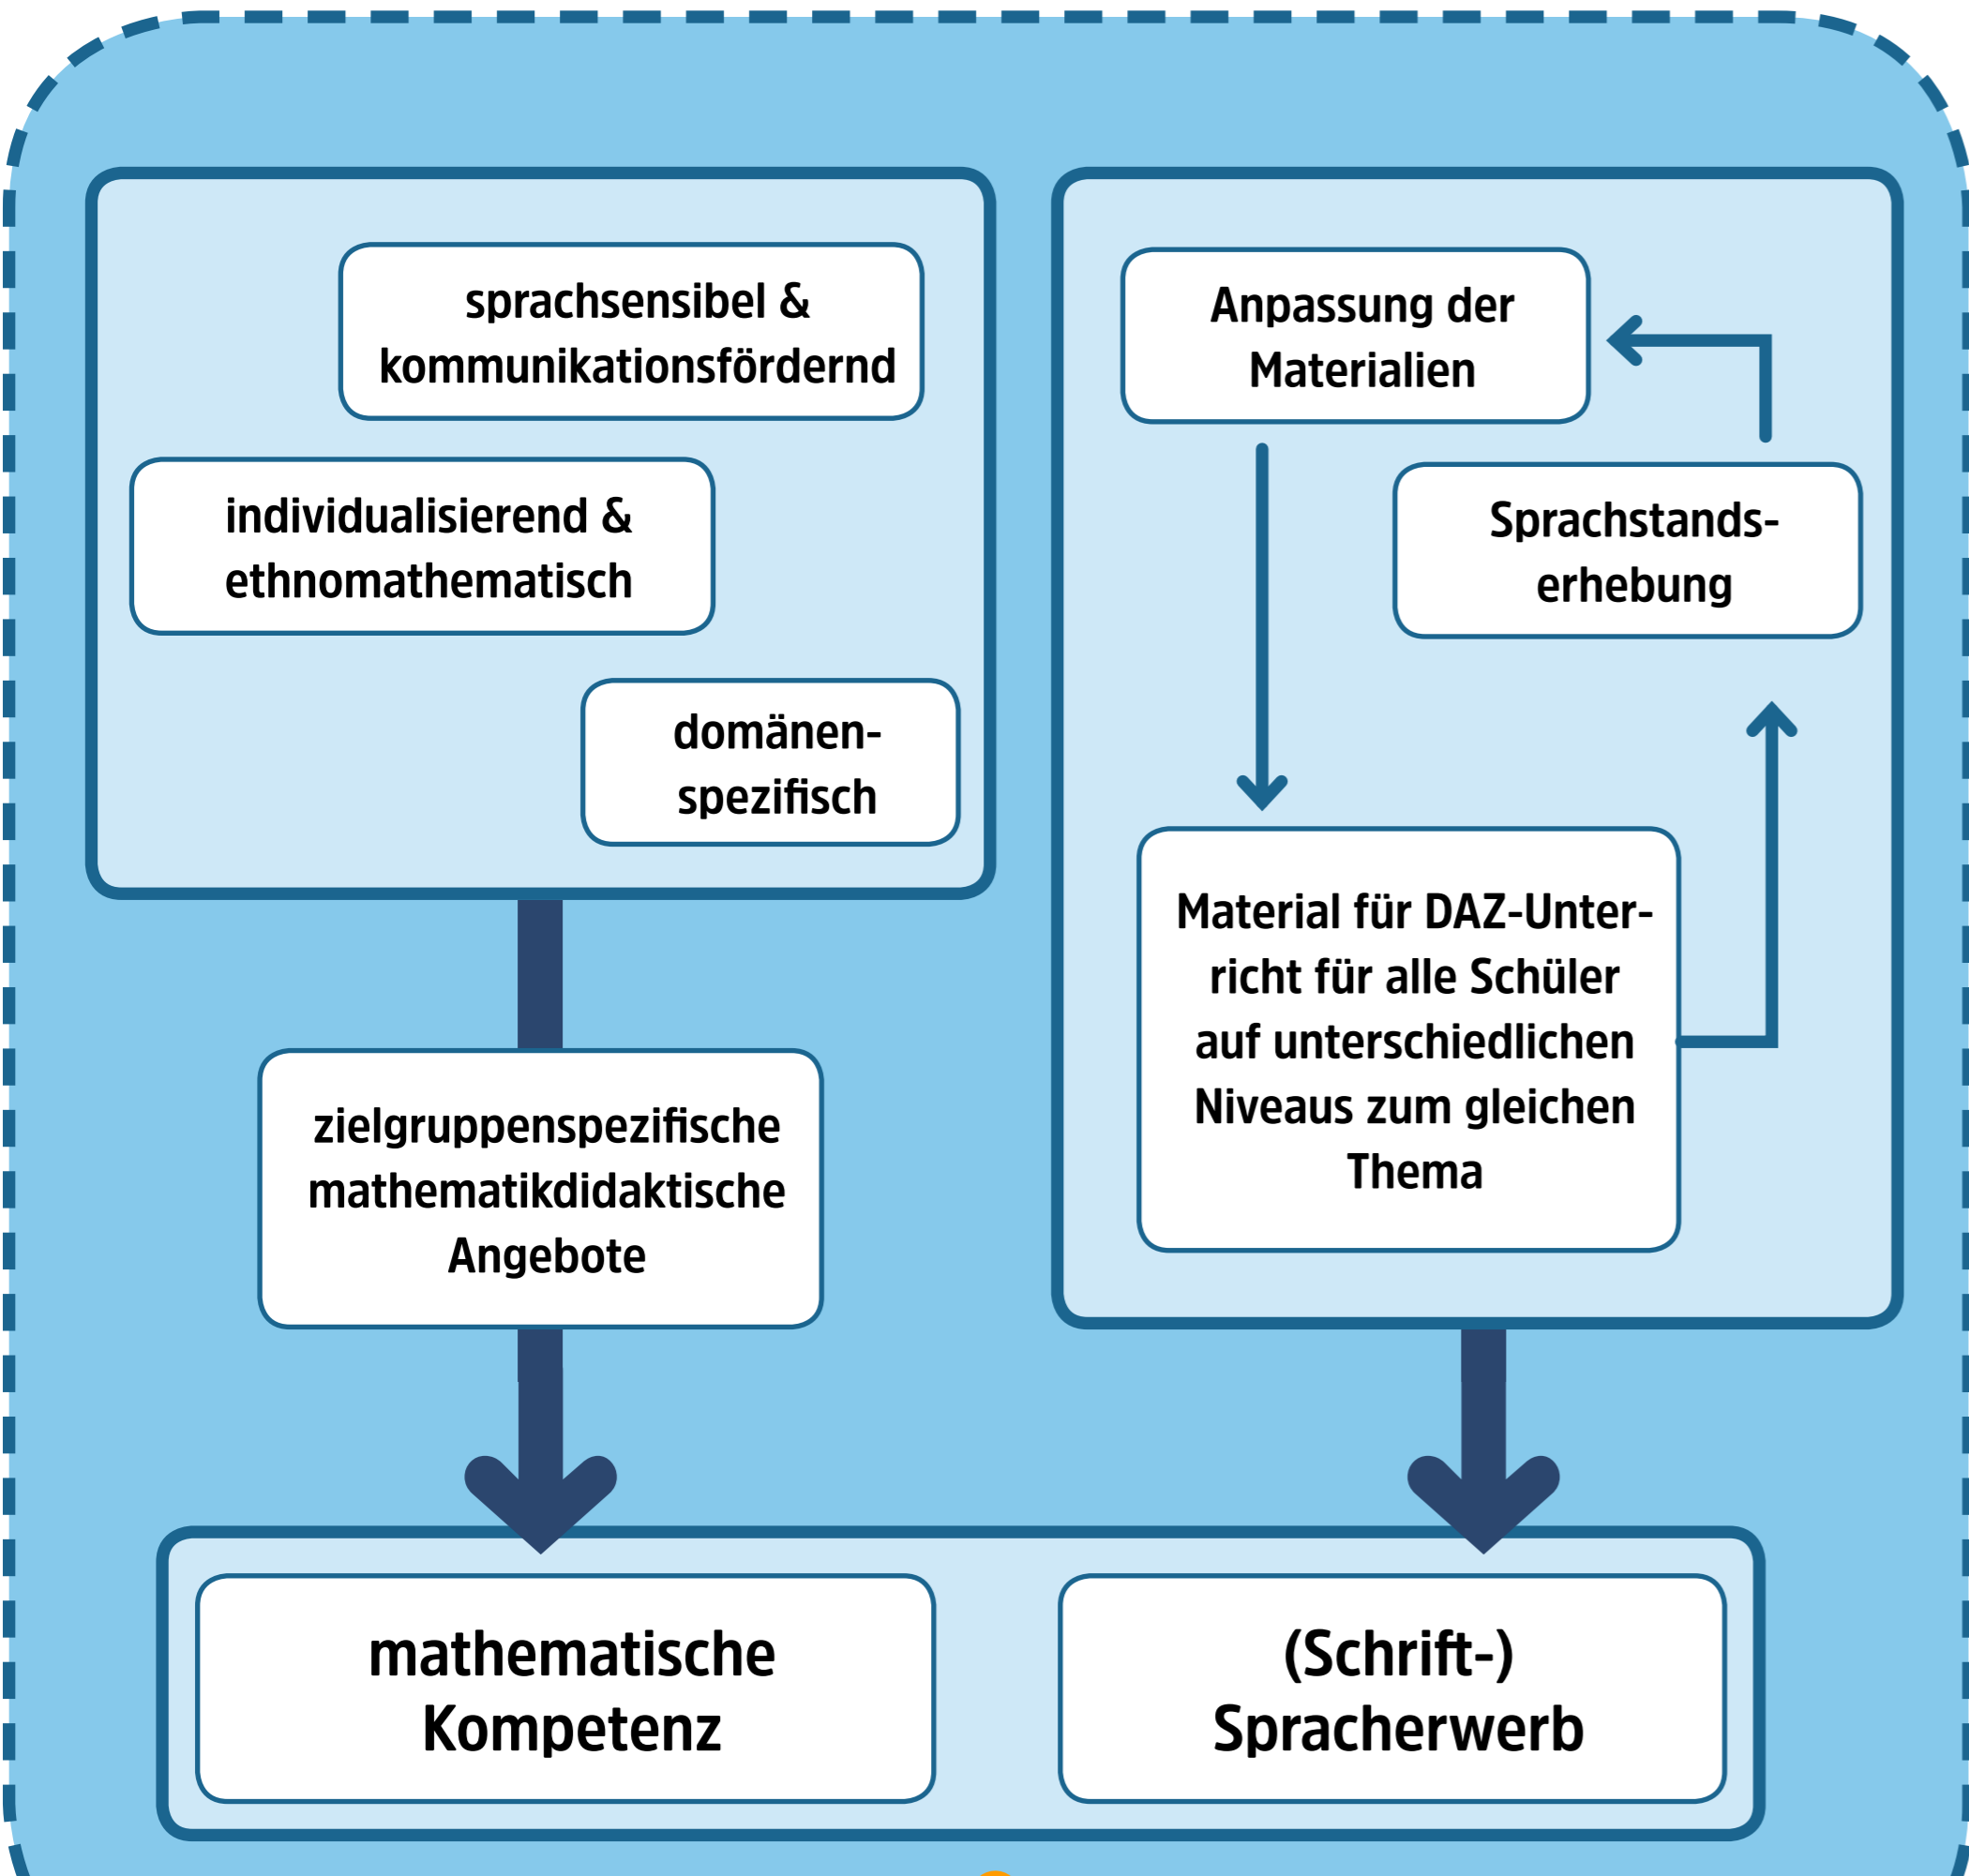 sprachsensibel &
kommunikationsfördernd
individualisierend &
ethnomathematisch
domänen-
spezifisch
zielgruppenspezifische
mathematikdidaktische
Angebote
Anpassung der
Materialien
Sprachstands-
erhebung
Material für DAZ-Unter-
richt für alle Schüler
auf unterschiedlichen
Niveaus zum gleichen
Thema
mathematische
Kompetenz
(Schrift-)
Spracherwerb